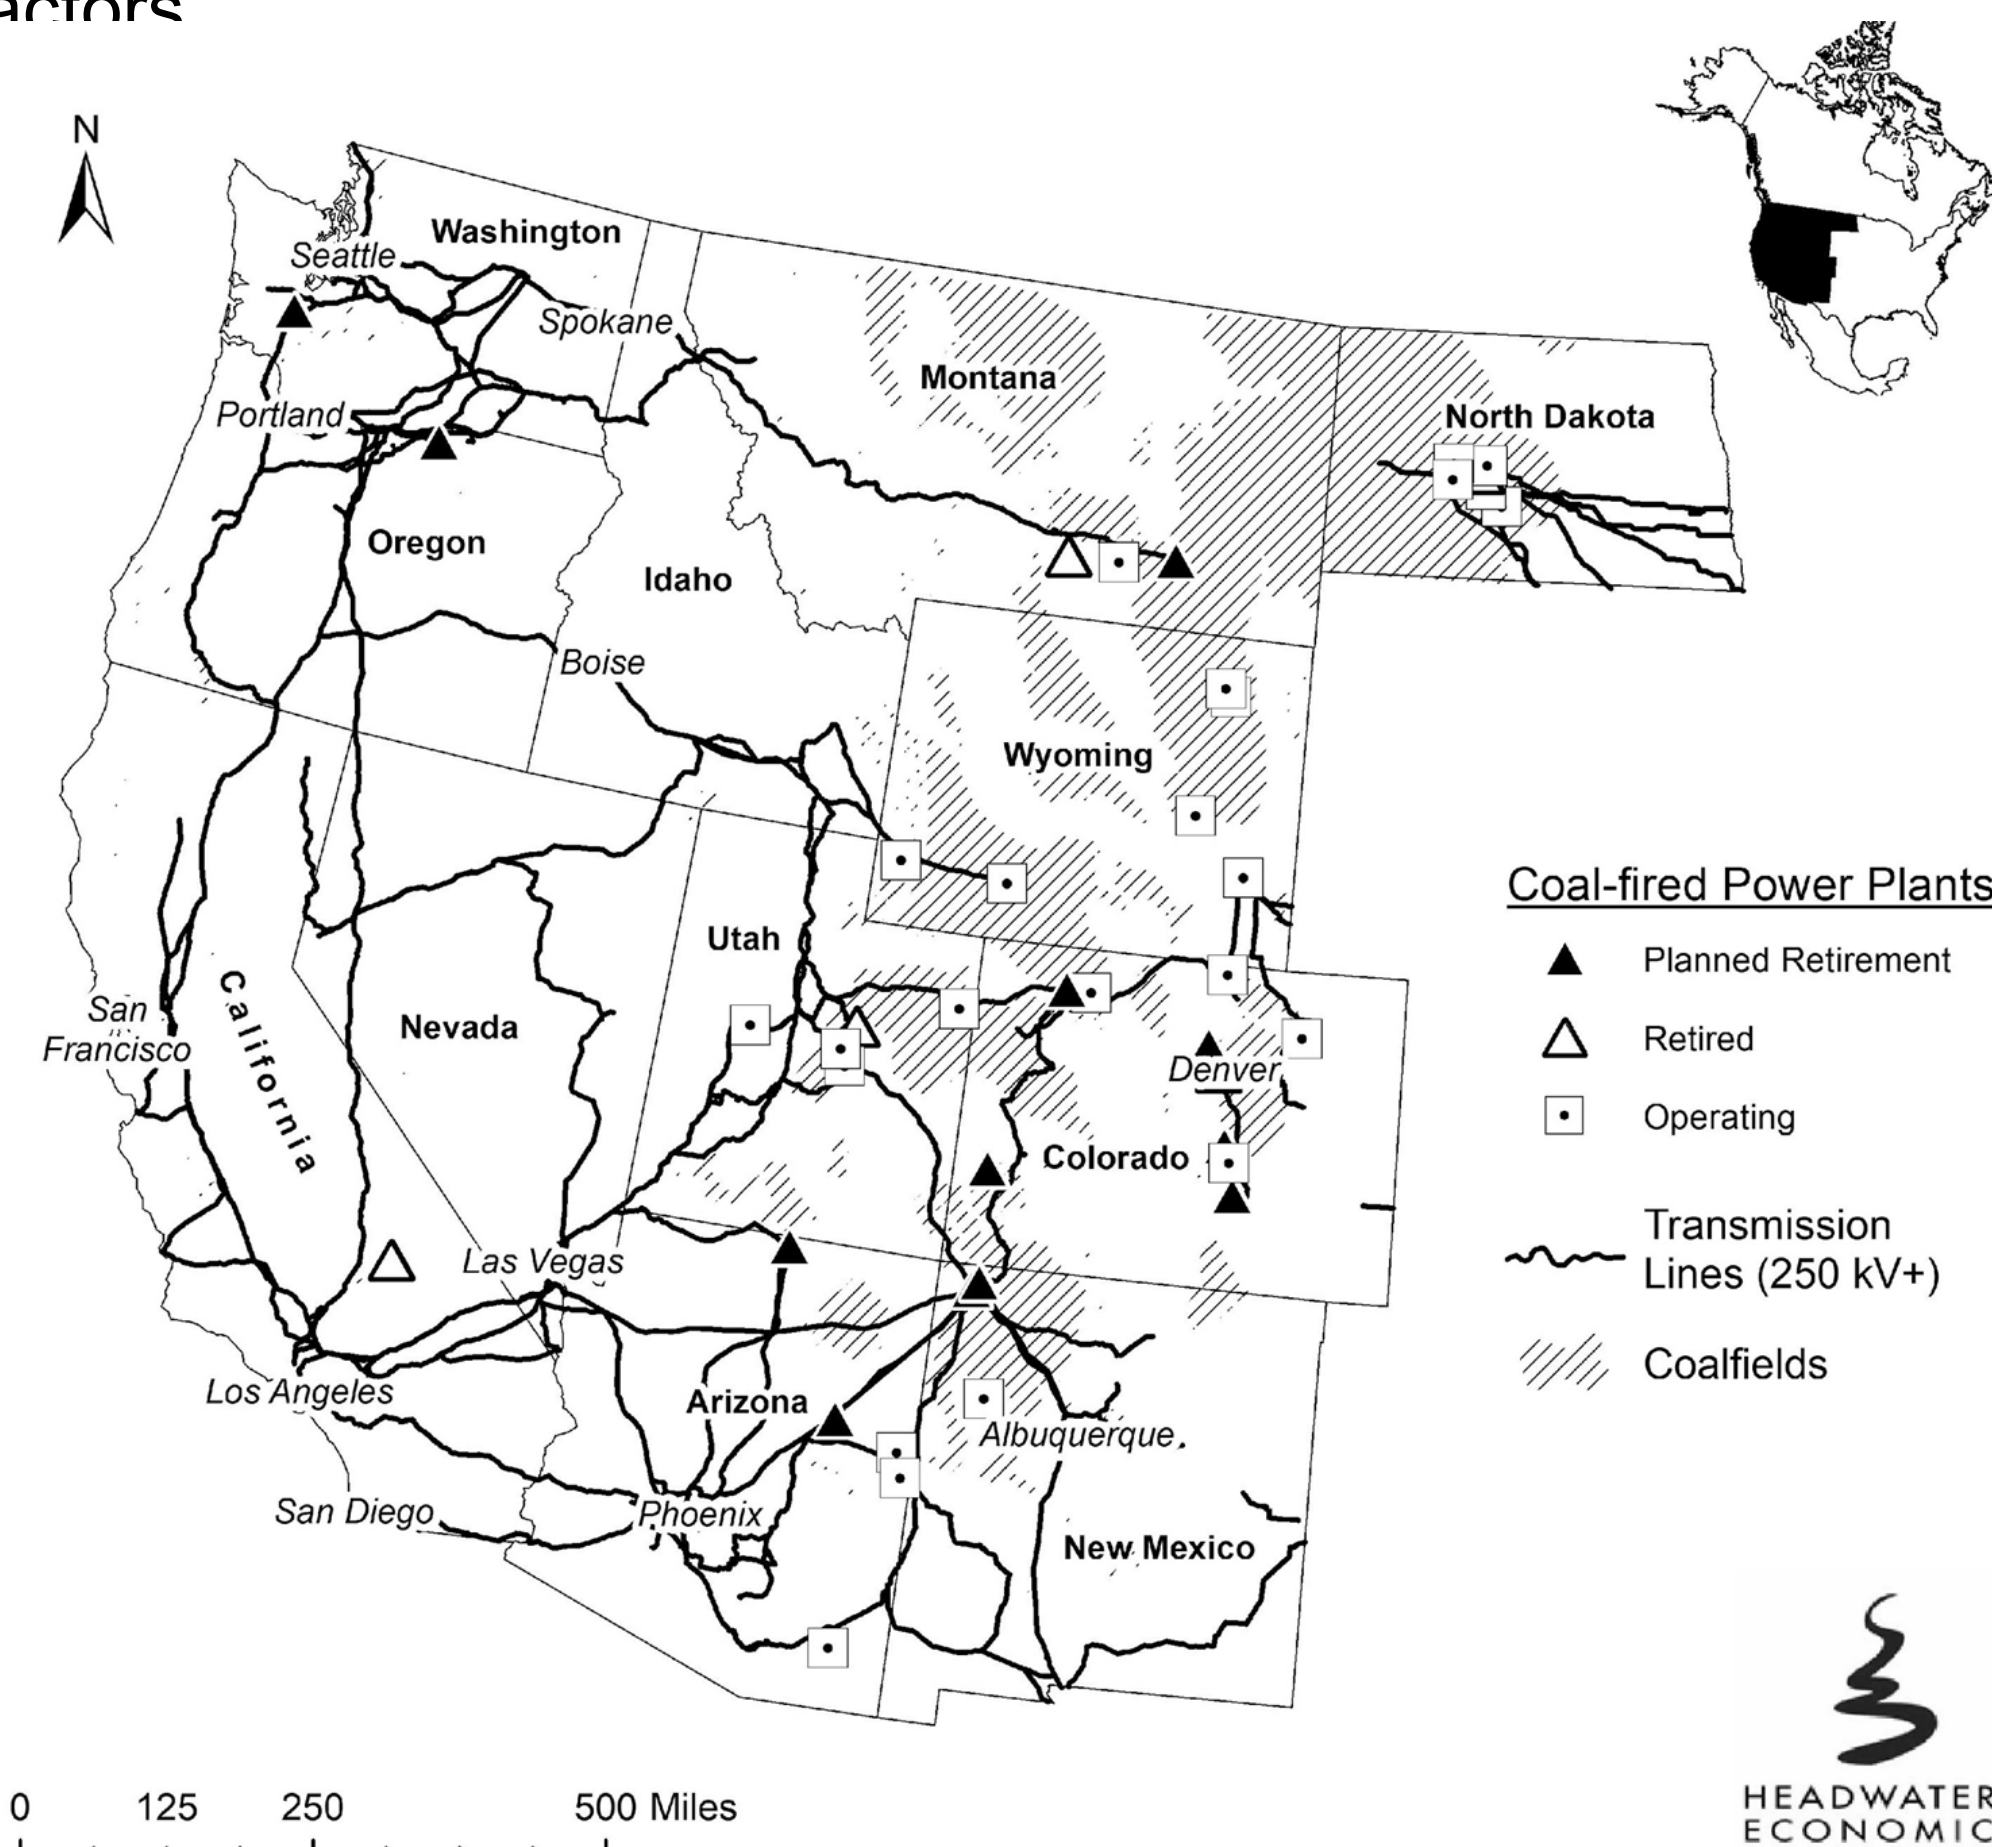 actors
N
Washington
Seattle
Spokane
Montana
North Dakota
Portland
Oregon
Idaho
Boise
Wyoming
Coal-fired Power Plants
Planned Retirement
Retired
Operating
Transmission
Lines (250 kV+)
Coalfields
Utah
San
Francisco
California
Nevada
Denver
Colorado
Las Vegas
Los Angeles
Arizona
Albuquerque
San Diego
Phoenix
New Mexico
0 125 250 500 Miles
HEADWATER
ECONOMIC